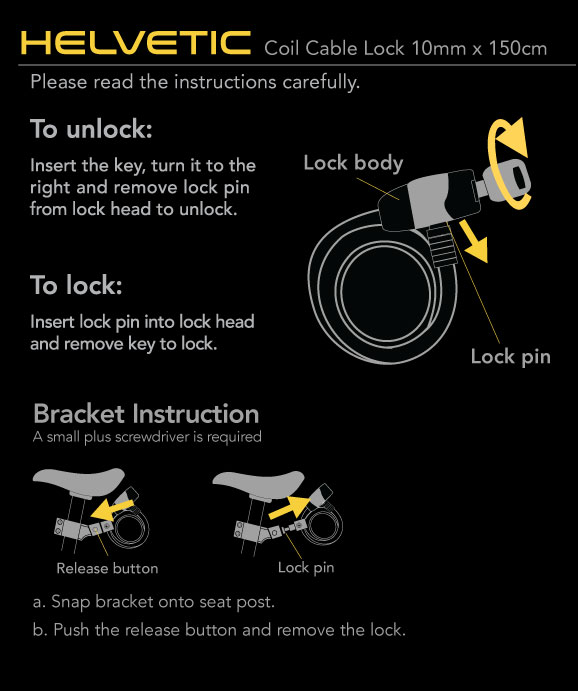 HELVETIC Coil Cable Lock 10mm x 150cm
Please read the instructions carefully.
To unlock:
Insert the key, turn it to the
right and remove lock pin
from lock head to unlock.
Lock body
To lock:
Insert lock pin into lock head
and remove key to lock.
Lock pin
Bracket Instruction
A small plus screwdriver is required
Release button
Lock pin
a. Snap bracket onto seat post.
b. Push the release button and remove the lock.